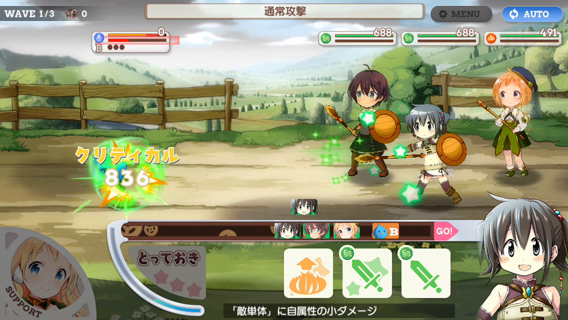 WAVE 1/3 0
通常攻撃
MENU
AUTO
0
B
688
688
491
クリティカル
836
B
GO!
とっておき
SUPPORT
「敵単体」に自属性の小ダメージ